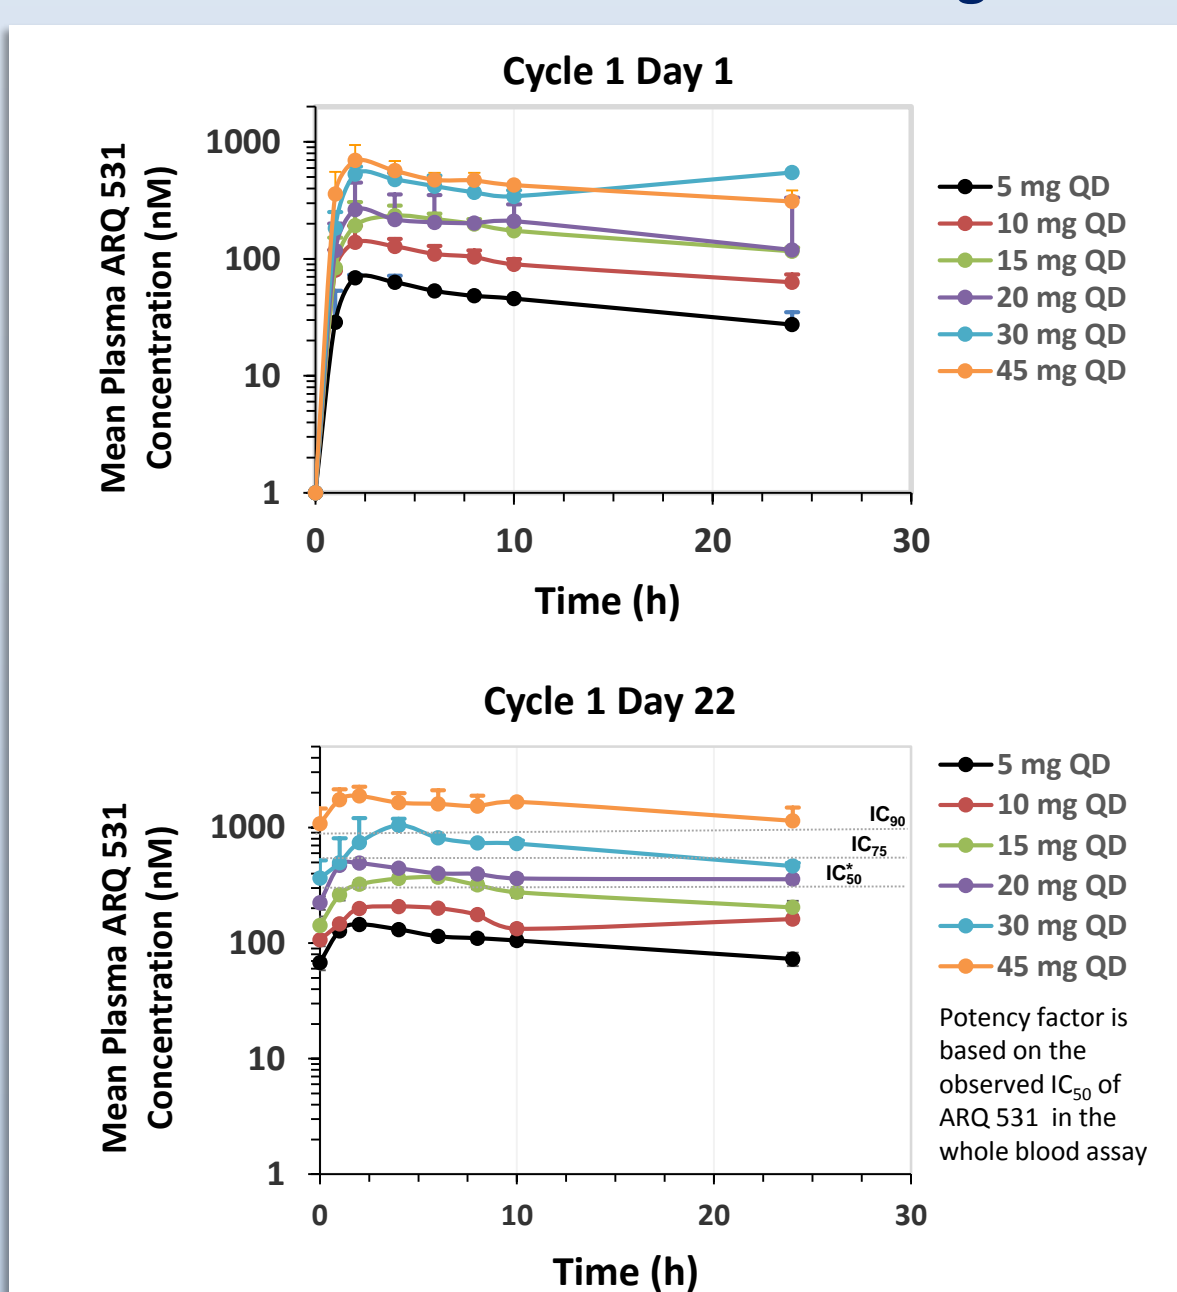 Cycle 1 Day 1
Mean Plasma ARQ 531
Concentration (nM)
1000
100
10
1
0 10 20 30
Time (h)
5 mg QD
10 mg QD
15 mg QD
20 mg QD
30 mg QD
45 mg QD
Cycle 1 Day 22
Mean Plasma ARQ 531
Concentration (nM)
1000
100
10
1
0 10 20 30
Time (h)
IC90
IC75
IC*50
5 mg QD
10 mg QD
15 mg QD
20 mg QD
30 mg QD
45 mg QD
Potency factor is
based on the
observed IC50 of
ARQ 531 in the
whole blood assay